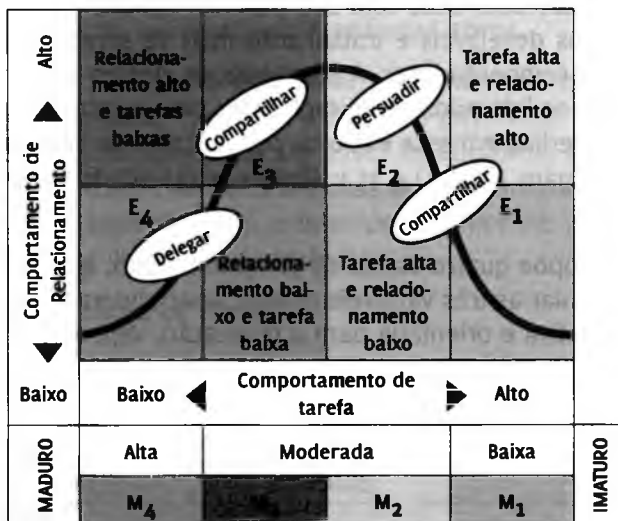 Alto
Comportamento de
Relacionamento
Baixo
Relaciona-
mento alto
e tarefas
baixas
Compartilhar
E3
Persuadir
E2
Tarefa alta
e relacio-
namento
alto
E4
Delegar
Relaciona-
mento bai-
xo e tarefa
baixa
Tarefa alta
e relacio-
namento
baixo
Compartilhar
E1
Baixo
Comportamento de
tarefa
Alto
MADURO
Alta
Moderada
Baixa
IMATURO
M4
M2
M1